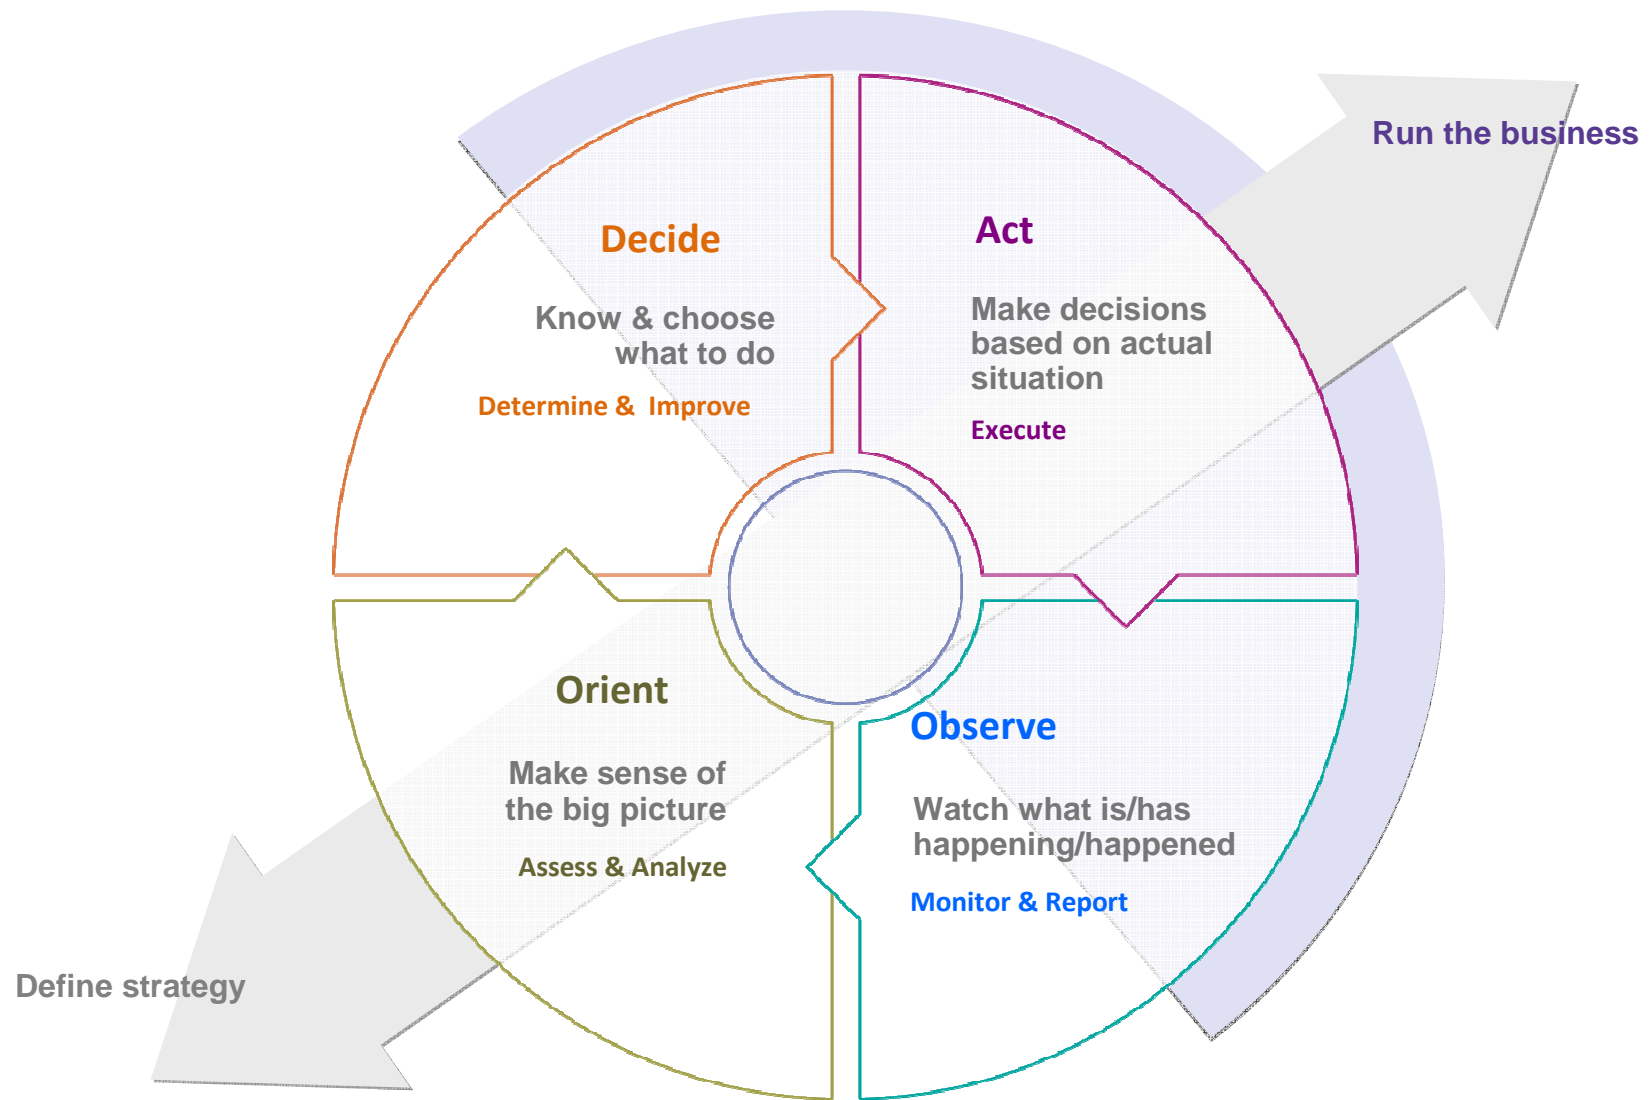 Run the business
Decide
Know & choose
what to do
Determine & Improve
Act
Make decisions
based on actual
situation
Execute
Orient
Make sense of
the big picture
Assess & Analyze
Observe
Watch what is/has
happening/happened
Monitor & Report
Define strategy